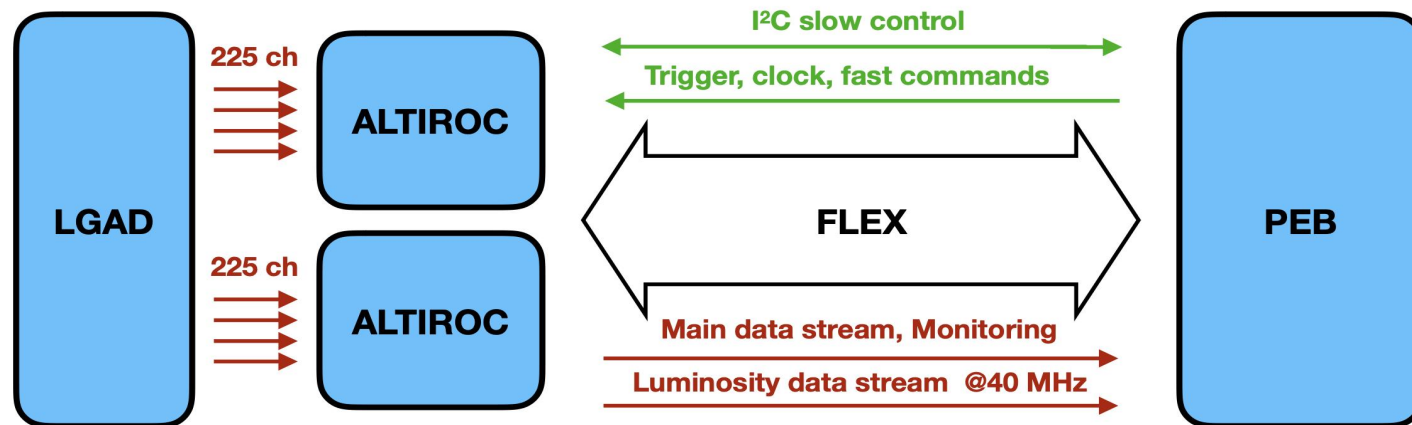 I²C slow control
225 ch
Trigger, clock, fast commands
ALTIROC
LGAD
FLEX
PEB
225 ch
ALTIROC
Main data stream, Monitoring
Luminosity data stream @40 MHz